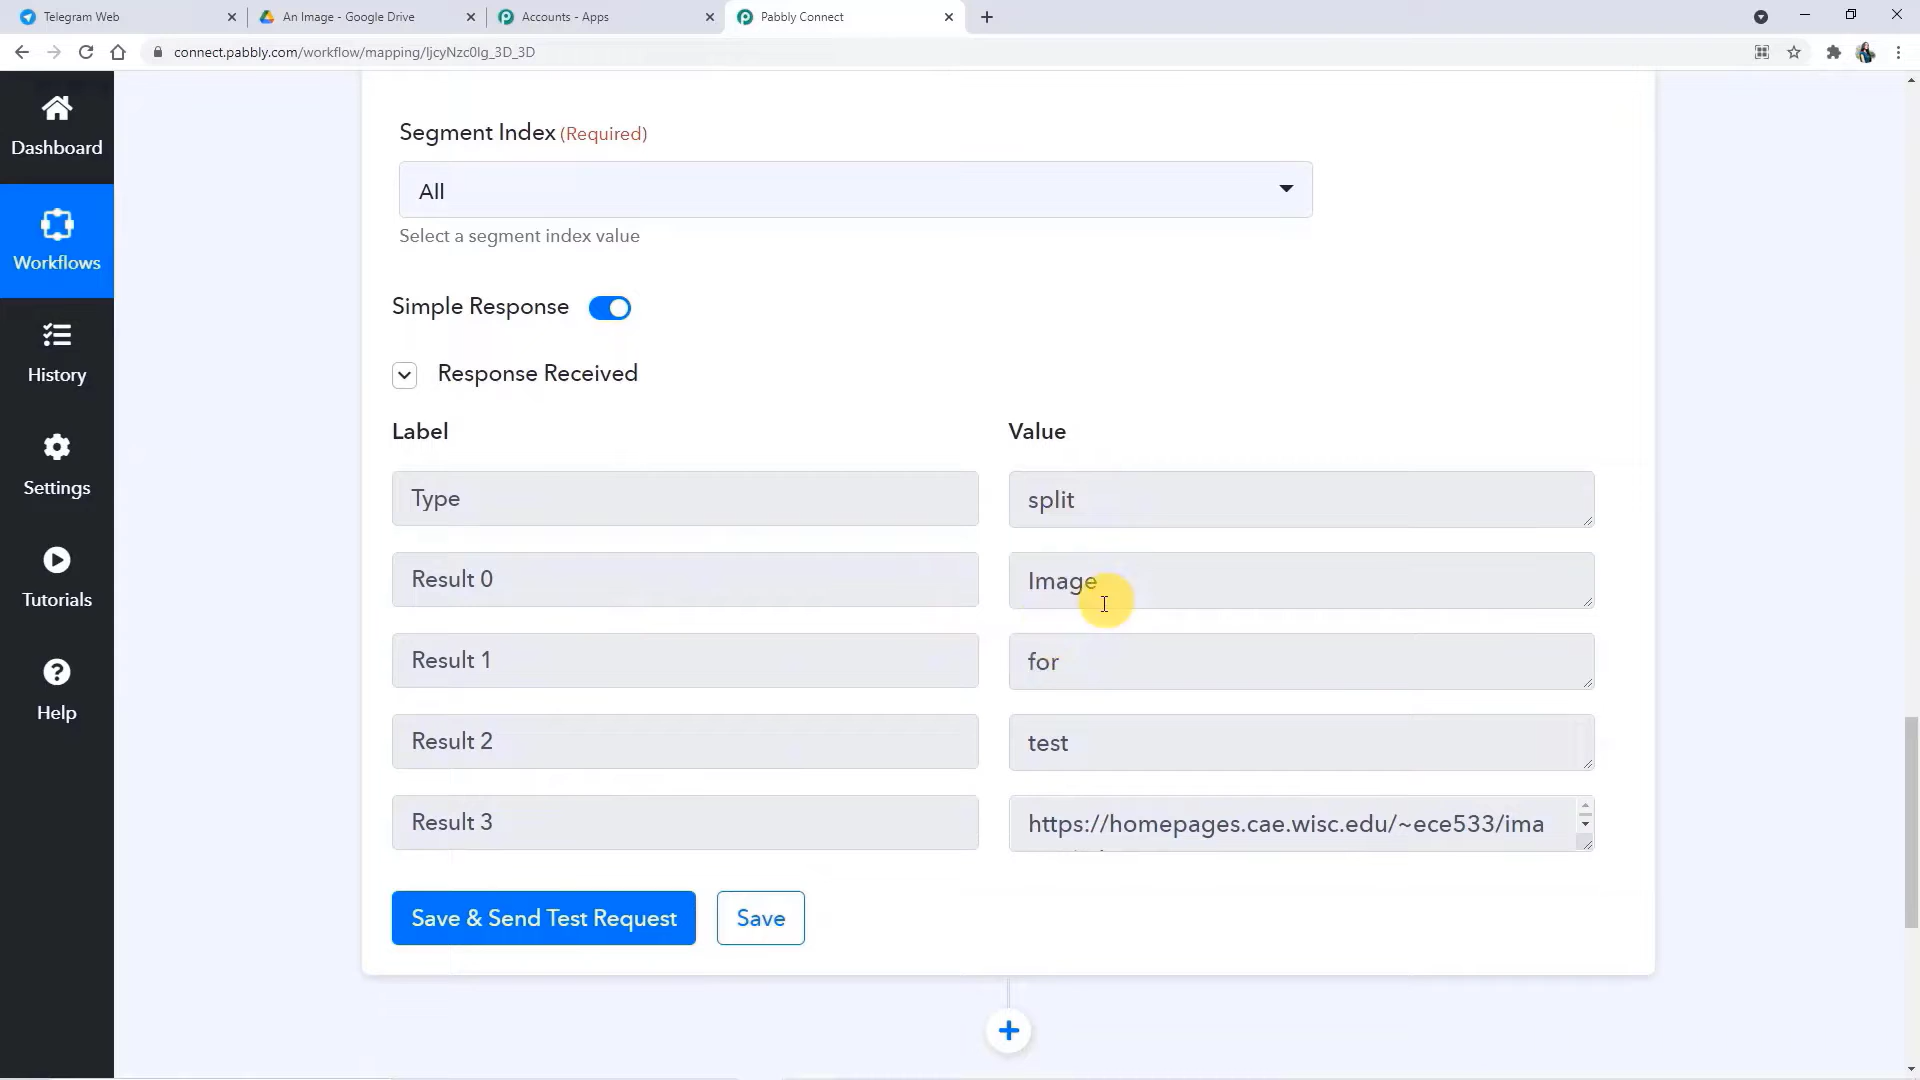 Telegram Web
An Image - Google Drive
Accounts - Apps
Pabbly Connect
connect.pabbly.com/workflow/mapping/IjcyNzc0Ig_3D_3D
Dashboard
Workflows
History
Settings
Tutorials
Help
Segment Index (Required)
All
Select a segment index value
Simple Response
Response Received
Label
Value
Type
split
Result 0
Image
Result 1
for
Result 2
test
Result 3
https://homepages.cae.wisc.edu/~ece533/ima
Save & Send Test Request
Save